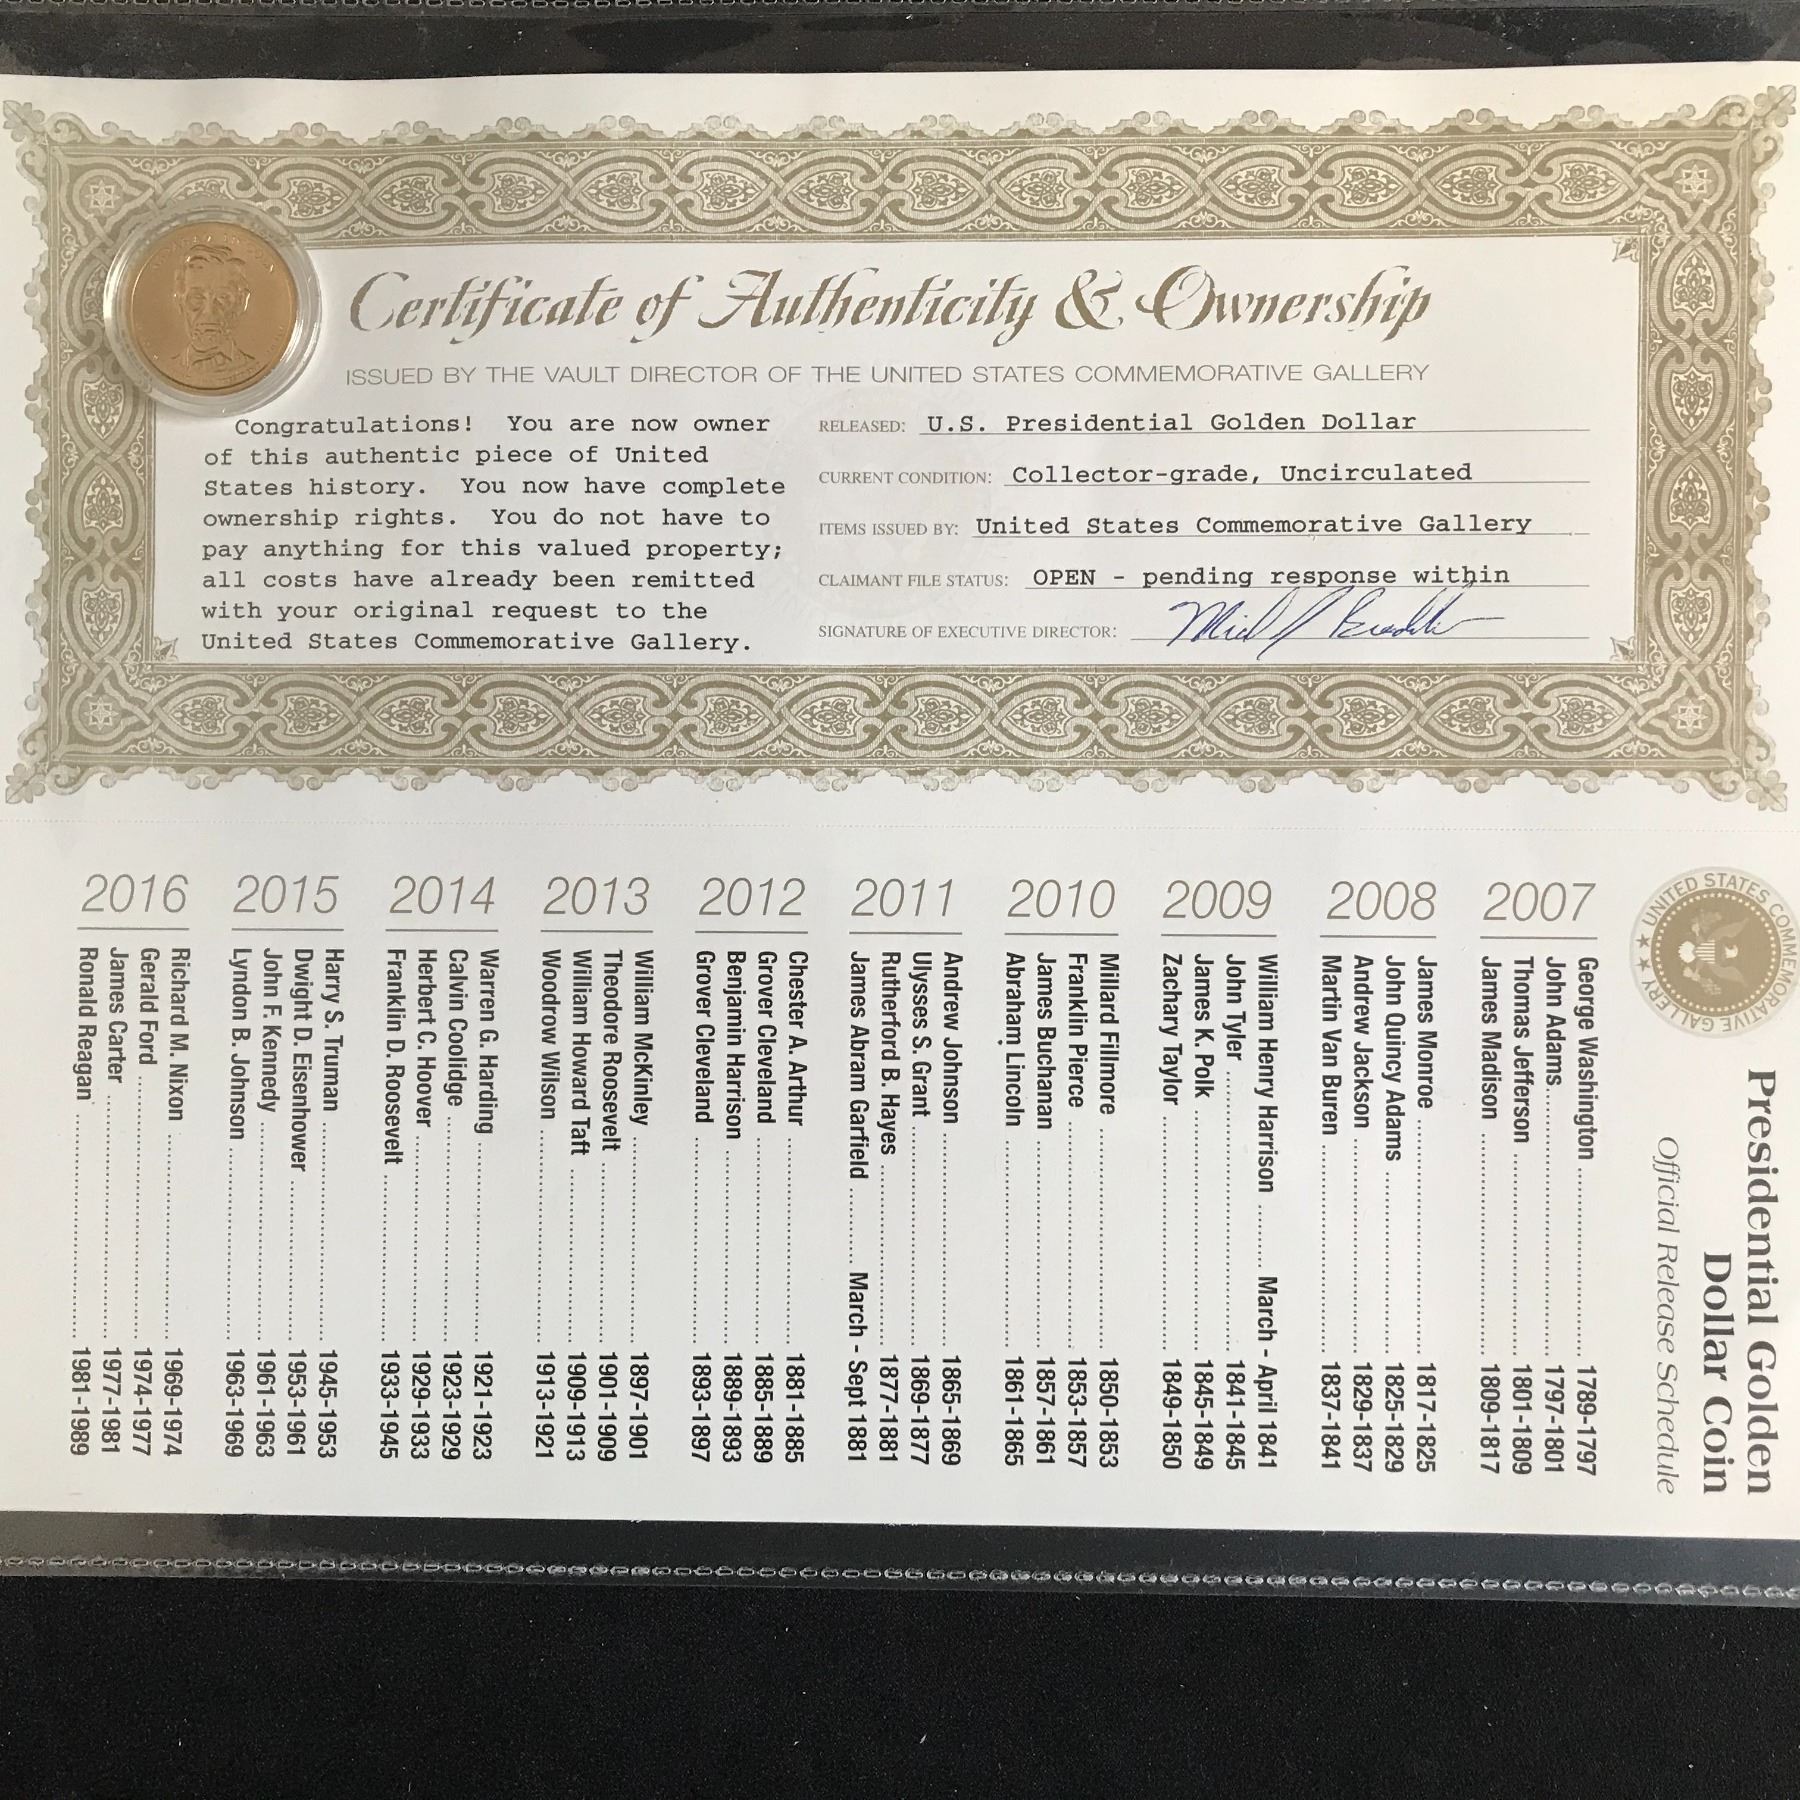 Certificate of Authenticity & Ownership
ISSUED BY THE VAULT DIRECTOR OF THE UNITED STATES COMMEMORATIVE GALLERY
Congratulations! You are now owner
of this authentic piece of United
States history. You now have complete
ownership rights. You do not have to
pay anything for this valued property;
all costs have already been remitted
with your original request to the
United States Commemorative Gallery.
RELEASED: U.S. Presidential Golden Dollar
CURRENT CONDITION: Collector-grade, Uncirculated
ITEMS ISSUED BY: United States Commemorative Gallery
CLAIMANT FILE STATUS: OPEN - pending response within
SIGNATURE OF EXECUTIVE DIRECTOR:
UNITED STATES COMMEMORATIVE GALLERY
Presidential Golden
Dollar Coin
Official Release Schedule
2007
George Washington 1789-1797
John Adams 1797-1801
Thomas Jefferson 1801-1809
James Madison 1809-1817
2008
James Monroe 1817-1825
John Quincy Adams 1825-1829
Andrew Jackson 1829-1837
Martin Van Buren 1837-1841
2009
William Henry Harrison March - April 1841
John Tyler 1841-1845
James K. Polk 1845-1849
Zachary Taylor 1849-1850
2010
Millard Fillmore 1850-1853
Franklin Pierce 1853-1857
James Buchanan 1857-1861
Abraham Lincoln 1861-1865
2011
Andrew Johnson 1865-1869
Ulysses S. Grant 1869-1877
Rutherford B. Hayes 1877-1881
James Abram Garfield March - Sept 1881
2012
Chester A. Arthur 1881-1885
Grover Cleveland 1885-1889
Benjamin Harrison 1889-1893
Grover Cleveland 1893-1897
2013
William McKinley 1897-1901
Theodore Roosevelt 1901-1909
William Howard Taft 1909-1913
Woodrow Wilson 1913-1921
2014
Warren G. Harding 1921-1923
Calvin Coolidge 1923-1929
Herbert C. Hoover 1929-1933
Franklin D. Roosevelt 1933-1945
2015
Harry S. Truman 1945-1953
Dwight D. Eisenhower 1953-1961
John F. Kennedy 1961-1963
Lyndon B. Johnson 1963-1969
2016
Richard M. Nixon 1969-1974
Gerald Ford 1974-1977
James Carter 1977-1981
Ronald Reagan 1981-1989